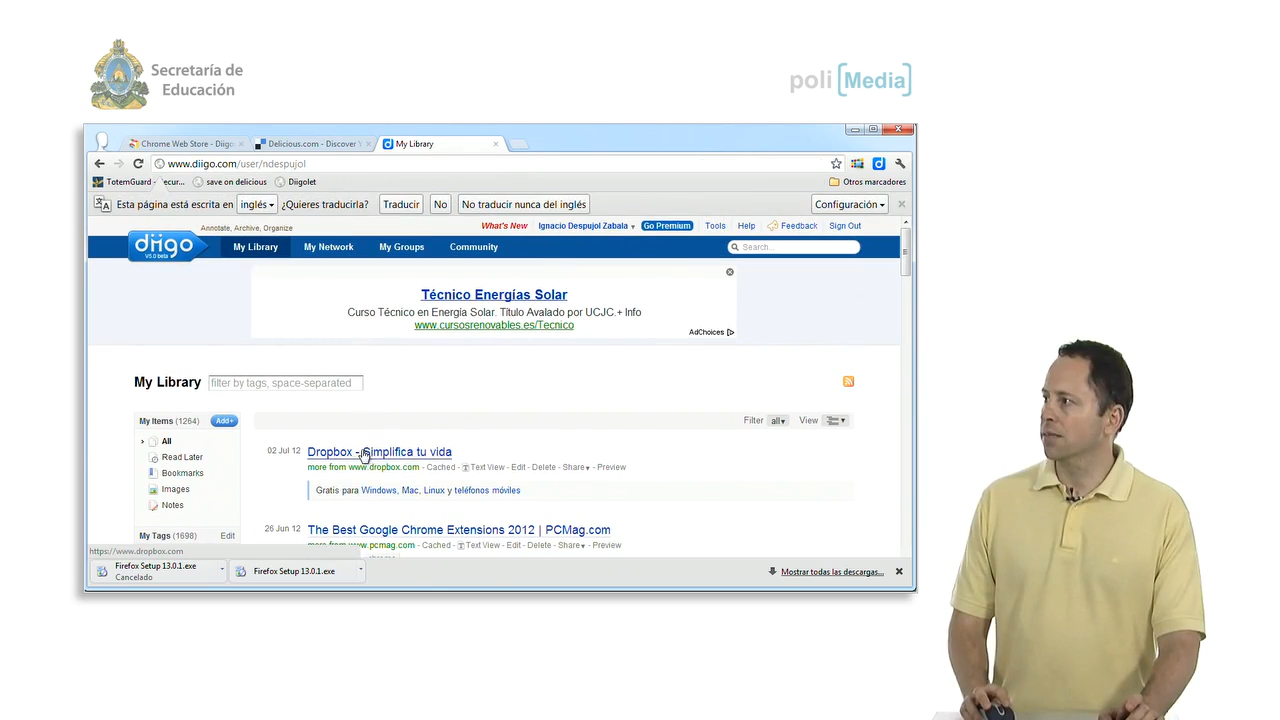 Secretaría de
Educación
poli [Media]
Chrome Web Store - Diigo
Delicious.com - Discover Y
My Library
www.diigo.com/user/ndespujol
TotemGuard - ecur...
save on delicious
Diigolet
Otros marcadores
Esta página está escrita en inglés ¿Quieres traducirla? Traducir No No traducir nunca del inglés Configuración
Annotate, Archive, Organize
What's New Ignacio Despujol Zabala Go Premium Tools Help Feedback Sign Out
diigo
V5.0 beta
My Library My Network My Groups Community Search...
Técnico Energías Solar
Curso Técnico en Energía Solar. Título Avalado por UCJC.+ Info
www.cursosrenovables.es/Tecnico
AdChoices
My Library filter by tags, space-separated
My Items (1264) Add+
Filter all View
All
Read Later
Bookmarks
Images
Notes
My Tags (1698) Edit
02 Jul 12 Dropbox - Simplifica tu vida
more from www.dropbox.com - Cached - Text View - Edit - Delete - Share - Preview
Gratis para Windows, Mac, Linux y teléfonos móviles
26 Jun 12 The Best Google Chrome Extensions 2012 | PCMag.com
more from www.pcmag.com - Cached - Text View - Edit - Delete - Share - Preview
https://www.dropbox.com
Firefox Setup 13.0.1.exe
Cancelado
Firefox Setup 13.0.1.exe
Mostrar todas las descargas...